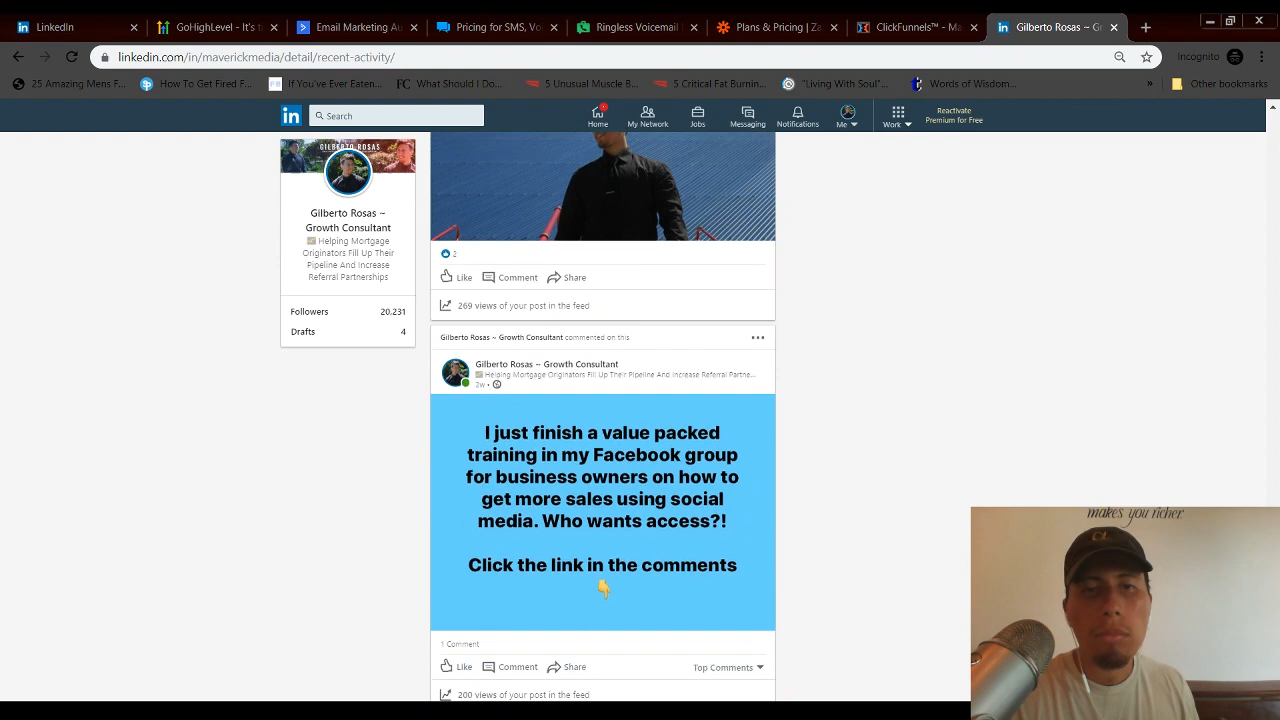 LinkedIn
GoHighLevel - It's t
Email Marketing Au
Pricing for SMS, Vo
Ringless Voicemail
Plans & Pricing | Za
ClickFunnels™ - Ma
Gilberto Rosas ~ Gr
linkedin.com/in/maverickmedia/detail/recent-activity/
Incognito
25 Amazing Mens F...
How To Get Fired F...
If You've Ever Eaten...
What Should I Do...
5 Unusual Muscle B...
5 Critical Fat Burnin...
"Living With Soul"...
Words of Wisdom...
Other bookmarks
Search
Home
My Network
Jobs
Messaging
Notifications
Me
Work
Reactivate
Premium for Free
GILBERTO ROSAS
Gilberto Rosas ~
Growth Consultant
Helping Mortgage
Originators Fill Up Their
Pipeline And Increase
Referral Partnerships
Followers 20,231
Drafts 4
2
Like Comment Share
269 views of your post in the feed
Gilberto Rosas ~ Growth Consultant commented on this
Gilberto Rosas ~ Growth Consultant
Helping Mortgage Originators Fill Up Their Pipeline And Increase Referral Partne...
2w •
I just finish a value packed
training in my Facebook group
for business owners on how to
get more sales using social
media. Who wants access?!
Click the link in the comments
👇
1 Comment
Like Comment Share Top Comments
200 views of your post in the feed
makes you richer.